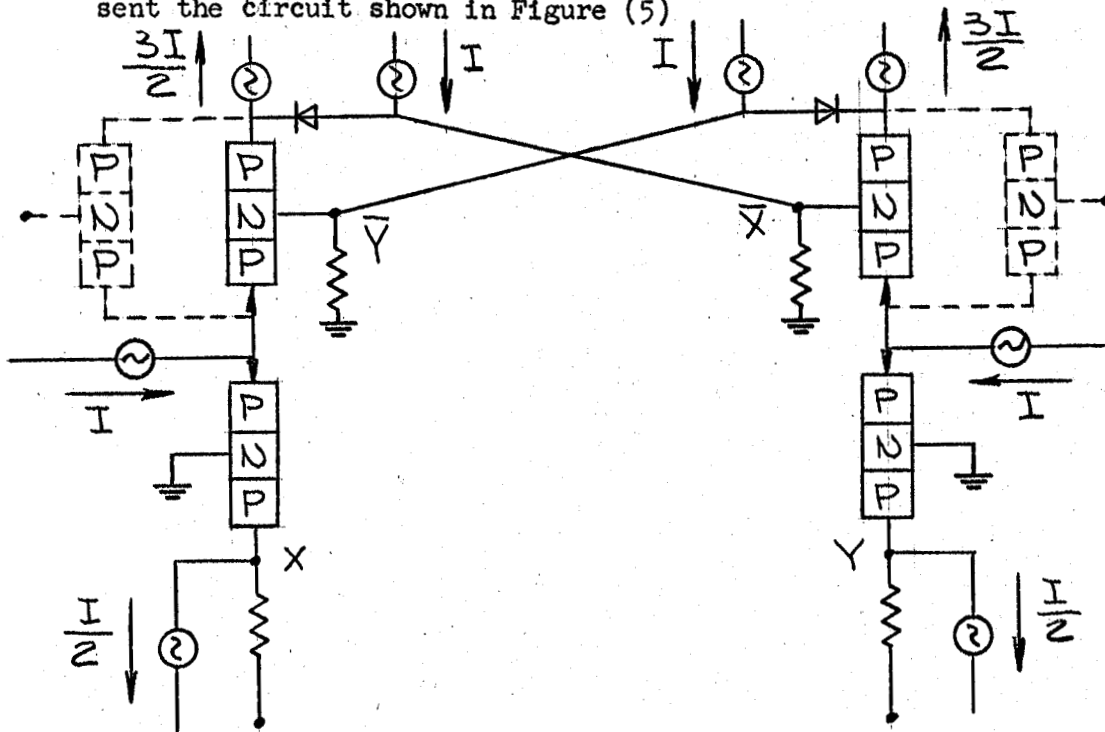 sent the circuit shown in Figure (5)
3I/2 I I 3I/2
P P P P
N N N N
P P P P
Y̅ X̅
I I
P P
N N
P P
X Y
I/2 I/2